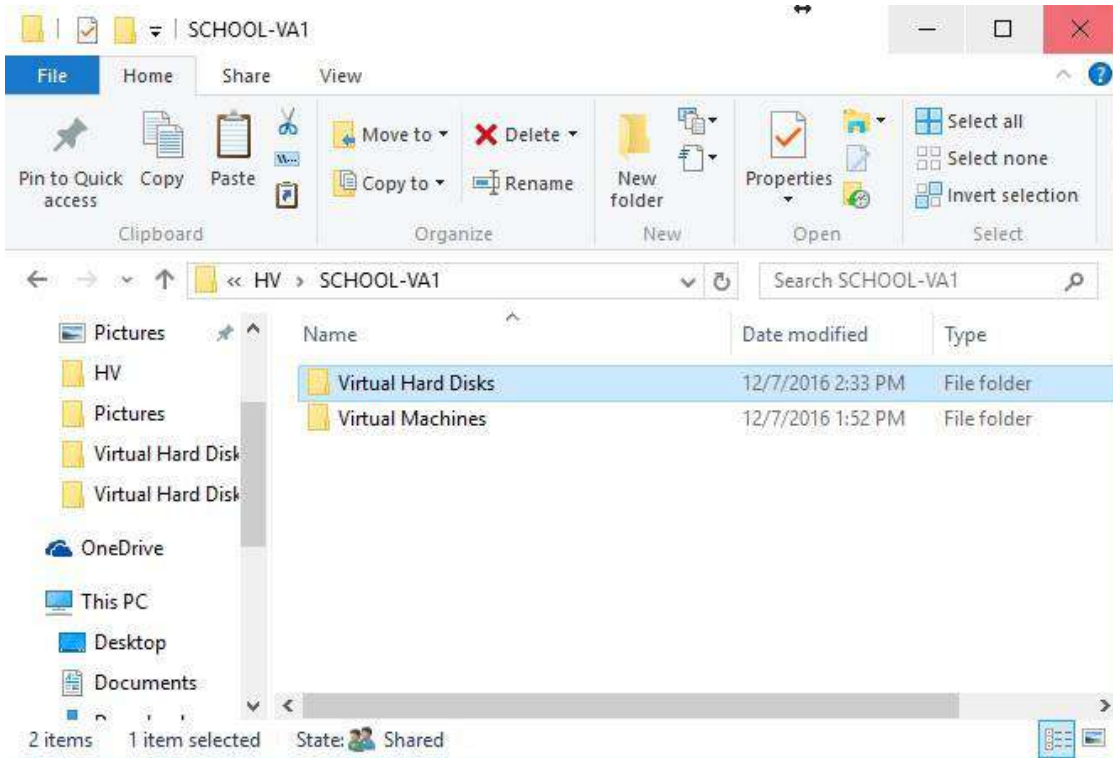 SCHOOL-VA1
File Home Share View
Pin to Quick access
Copy
Paste
Move to
Copy to
Delete
Rename
New folder
Properties
Select all
Select none
Invert selection
Clipboard Organize New Open Select
« HV › SCHOOL-VA1
Search SCHOOL-VA1
Name Date modified Type
Virtual Hard Disks 12/7/2016 2:33 PM File folder
Virtual Machines 12/7/2016 1:52 PM File folder
Pictures
HV
Pictures
Virtual Hard Disk
Virtual Hard Disk
OneDrive
This PC
Desktop
Documents
2 items 1 item selected State: Shared